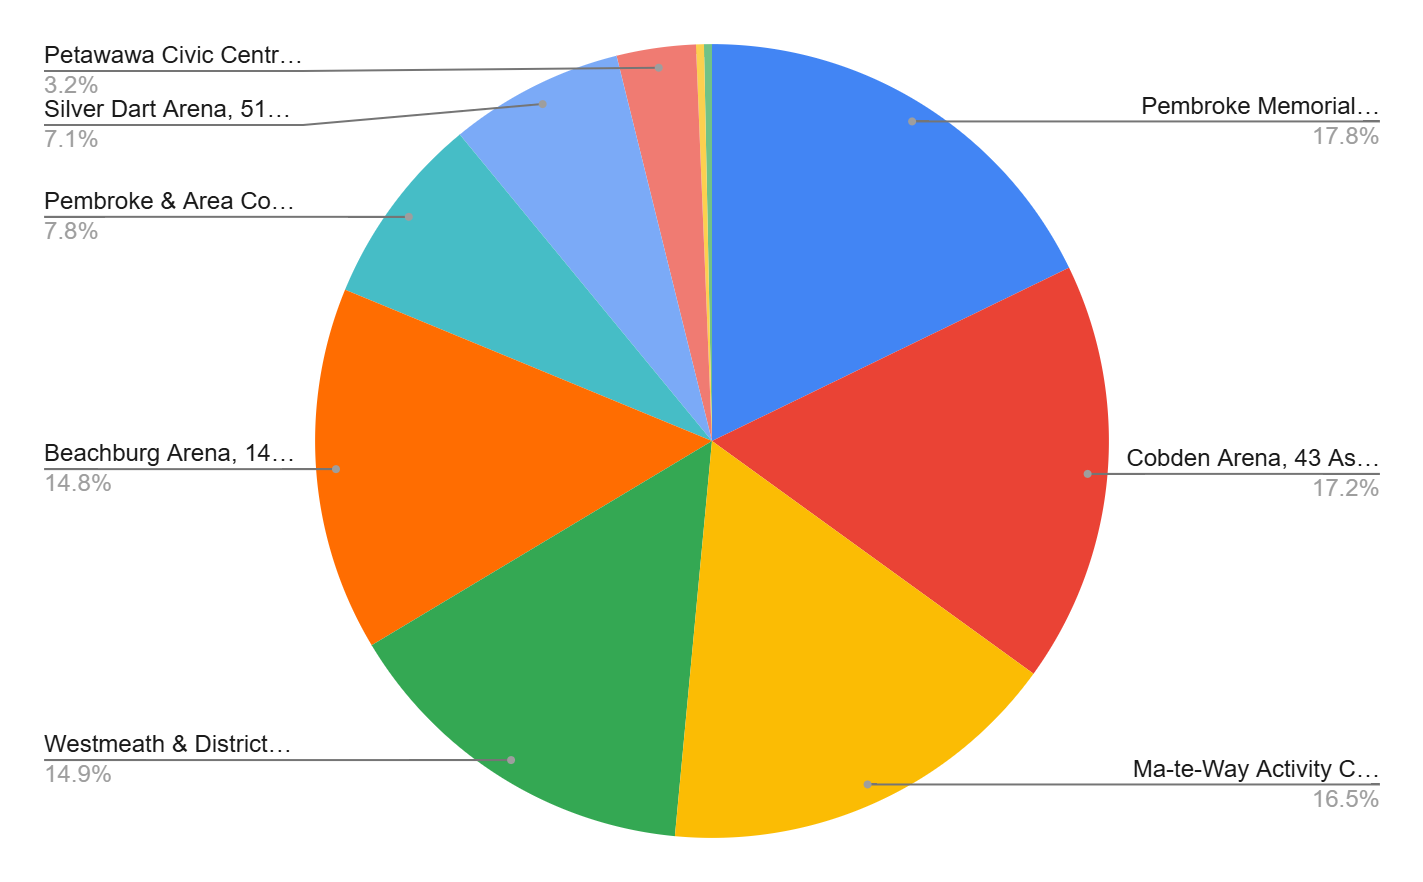 Petawawa Civic Centr…
3.2%
Silver Dart Arena, 51…
7.1%
Pembroke & Area Co…
7.8%
Beachburg Arena, 14…
14.8%
Westmeath & District…
14.9%
Pembroke Memorial…
17.8%
Cobden Arena, 43 As…
17.2%
Ma-te-Way Activity C…
16.5%